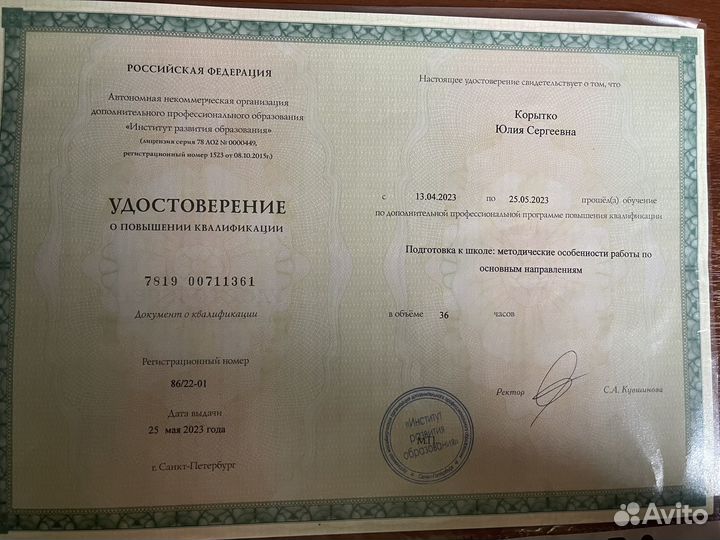 РОССИЙСКАЯ ФЕДЕРАЦИЯ
Автономная некоммерческая организация
дополнительного профессионального образования
«Институт развития образования»
(лицензия серия 78 ЛО2 № 0000449,
регистрационный номер 1523 от 08.10.2015г.)
УДОСТОВЕРЕНИЕ
О ПОВЫШЕНИИ КВАЛИФИКАЦИИ
7819 00711361
Документ о квалификации
Регистрационный номер
86/22-01
Дата выдачи
25 мая 2023 года
г. Санкт-Петербург
Настоящее удостоверение свидетельствует о том, что
Корытко
Юлия Сергеевна
с 13.04.2023 по 25.05.2023 прошёл(а) обучение
по дополнительной профессиональной программе повышения квалификации
Подготовка к школе: методические особенности работы по
основным направлениям
в объёме 36 часов
Ректор С.А. Кувшинова
М.П.
«Институт
развития
образования»
Avito